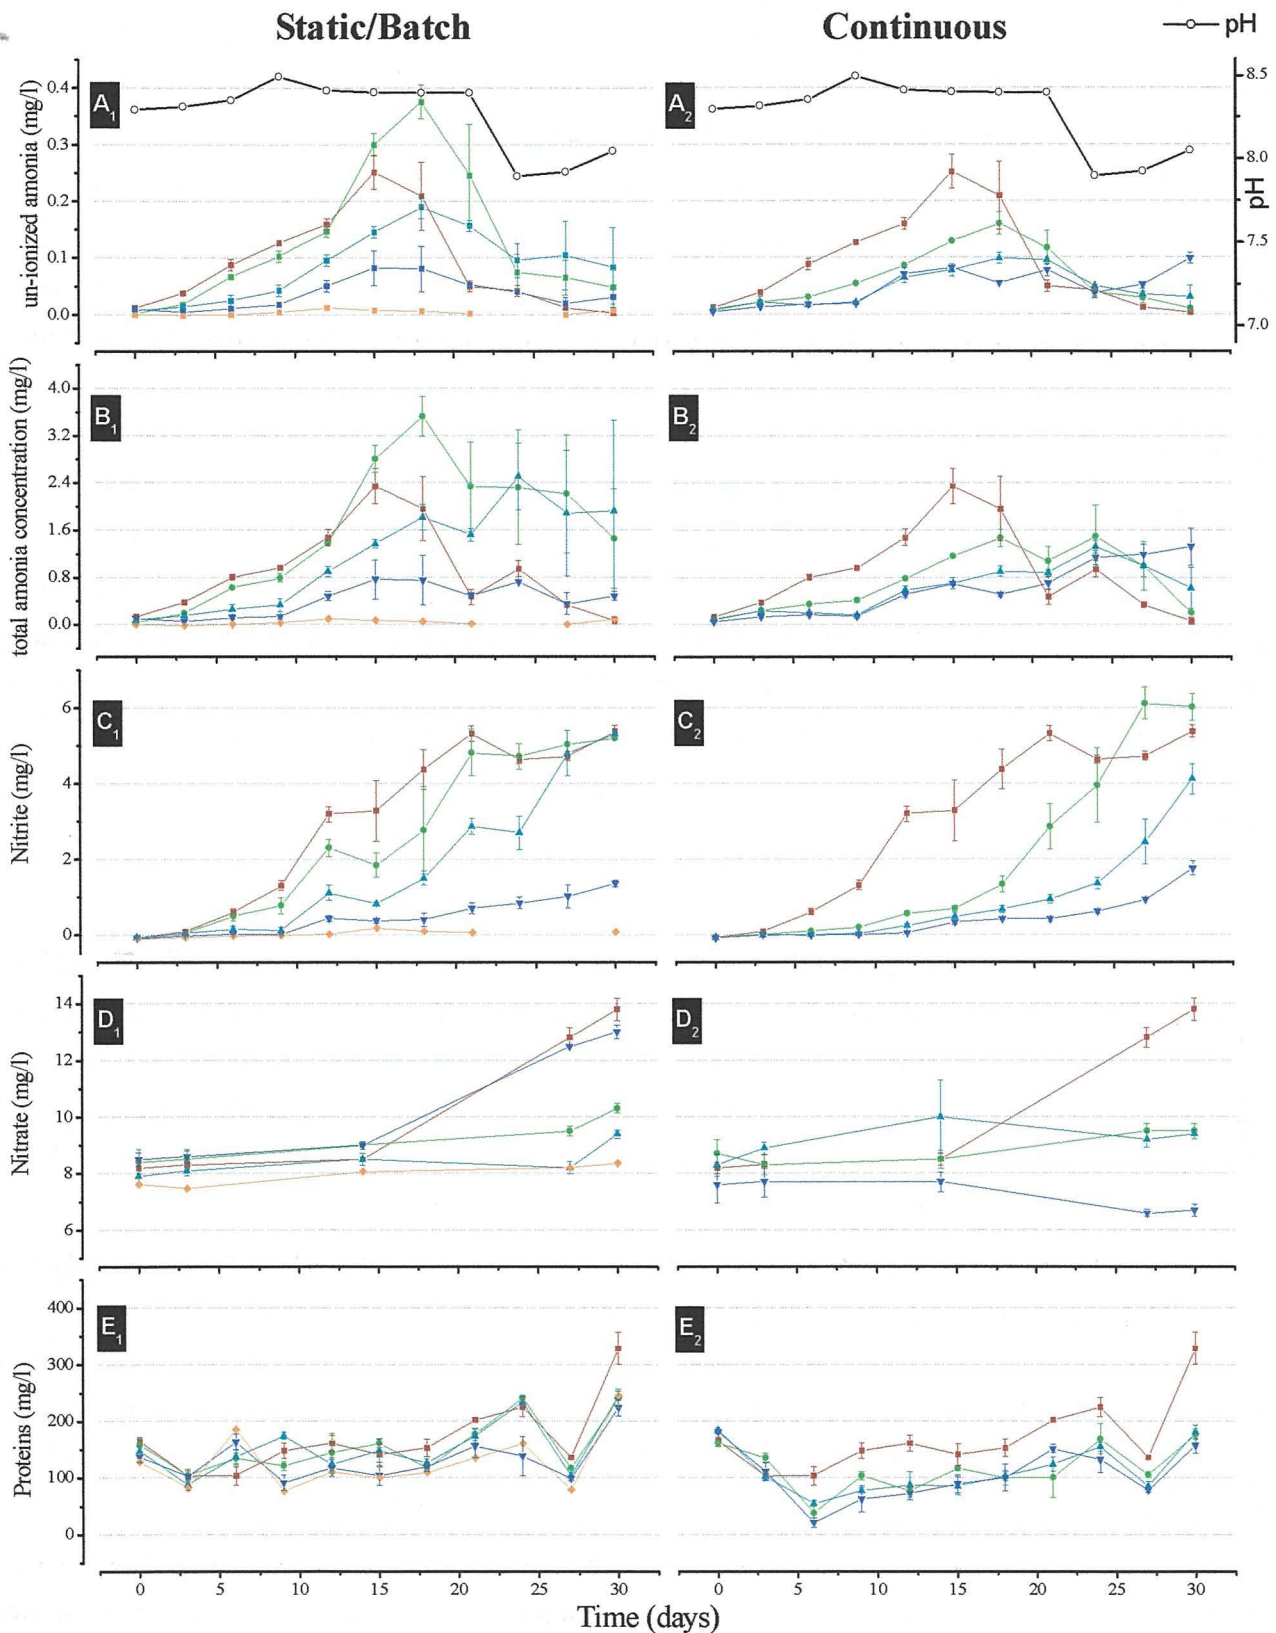 Static/Batch Continuous pH
un-ionized amonia (mg/l)
0.4
0.3
0.2
0.1
0.0
A1
A2
8.5
8.0
7.5
7.0
pH
total amonia concentration (mg/l)
4.0
3.2
2.4
1.6
0.8
0.0
B1
B2
Nitrite (mg/l)
6
4
2
0
C1
C2
Nitrate (mg/l)
14
12
10
8
6
D1
D2
Proteins (mg/l)
400
300
200
100
0
E1
E2
0 5 10 15 20 25 30 0 5 10 15 20 25 30
Time (days)